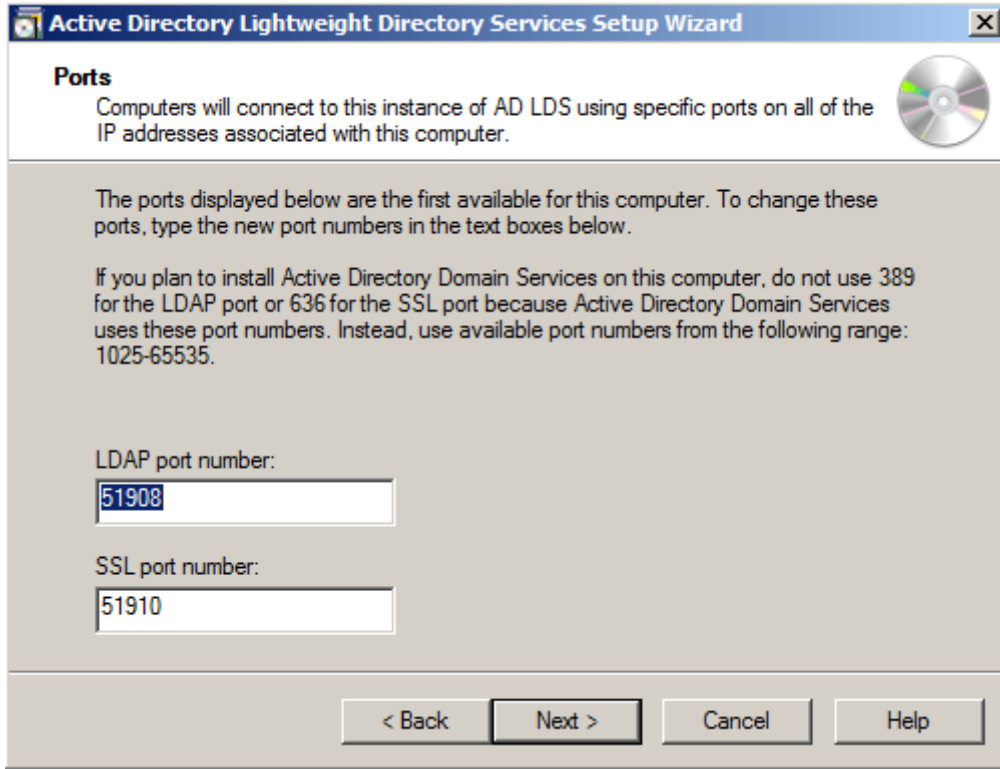 Active Directory Lightweight Directory Services Setup Wizard
Ports
Computers will connect to this instance of AD LDS using specific ports on all of the
IP addresses associated with this computer.
The ports displayed below are the first available for this computer. To change these
ports, type the new port numbers in the text boxes below.
If you plan to install Active Directory Domain Services on this computer, do not use 389
for the LDAP port or 636 for the SSL port because Active Directory Domain Services
uses these port numbers. Instead, use available port numbers from the following range:
1025-65535.
LDAP port number:
51908
SSL port number:
51910
< Back Next > Cancel Help